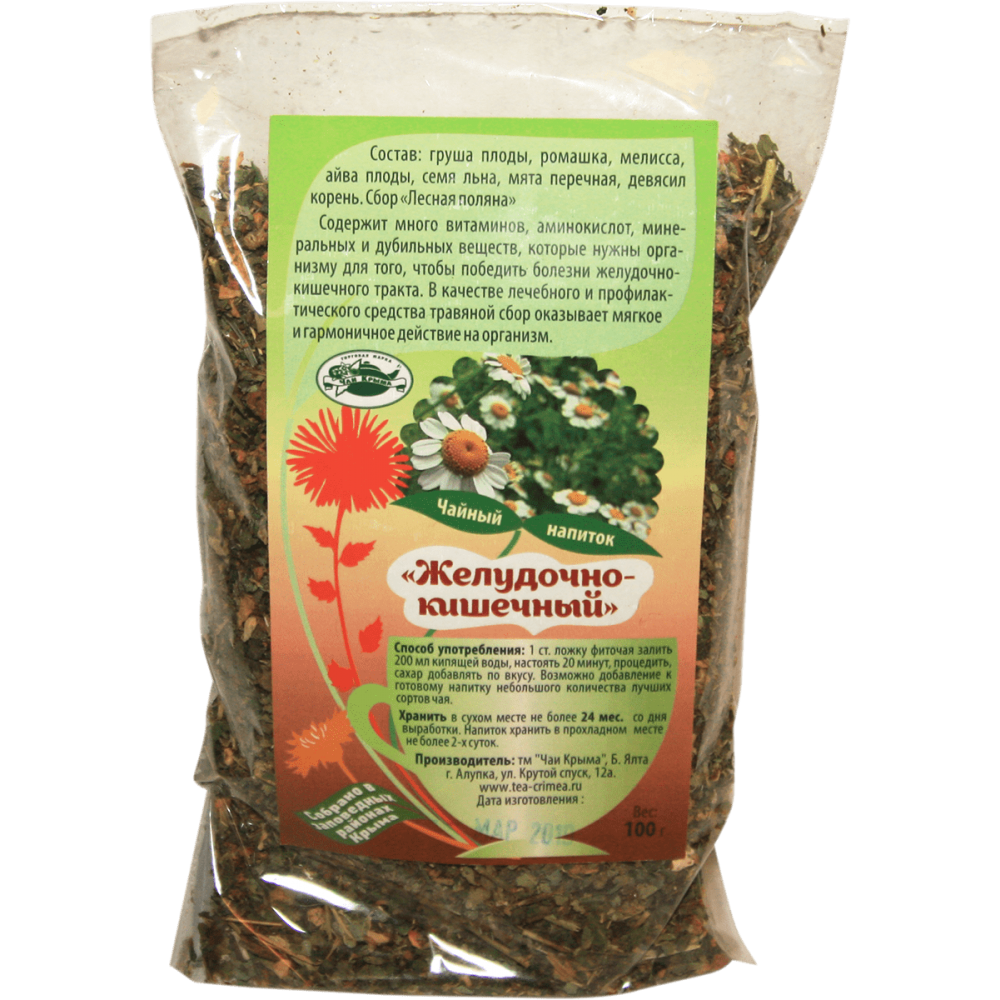 Состав: груша плоды, ромашка, мелисса,
айва плоды, семя льна, мята перечная, девясил
корень. Сбор «Лесная поляна»
Содержит много витаминов, аминокислот, мине-
ральных и дубильных веществ, которые нужны орга-
низму для того, чтобы победить болезни желудочно-
кишечного тракта. В качестве лечебного и профилак-
тического средства травяной сбор оказывает мягкое
и гармоничное действие на организм.
ТОРГОВАЯ МАРКА
Чаи Крыма
Чайный напиток
«Желудочно-
кишечный»
Способ употребления: 1 ст. ложку фиточая залить
200 мл кипящей воды, настоять 20 минут, процедить,
сахар добавлять по вкусу. Возможно добавление к
готовому напитку небольшого количества лучших
сортов чая.
Хранить в сухом месте не более 24 мес. со дня
выработки. Напиток хранить в прохладном месте
не более 2-х суток.
Производитель: тм "Чаи Крыма", Б. Ялта
г. Алупка, ул. Крутой спуск, 12а.
www.tea-crimea.ru
Дата изготовления :
МАР
Вес:
100 г
Собрано в
заповедных
районах
Крыма